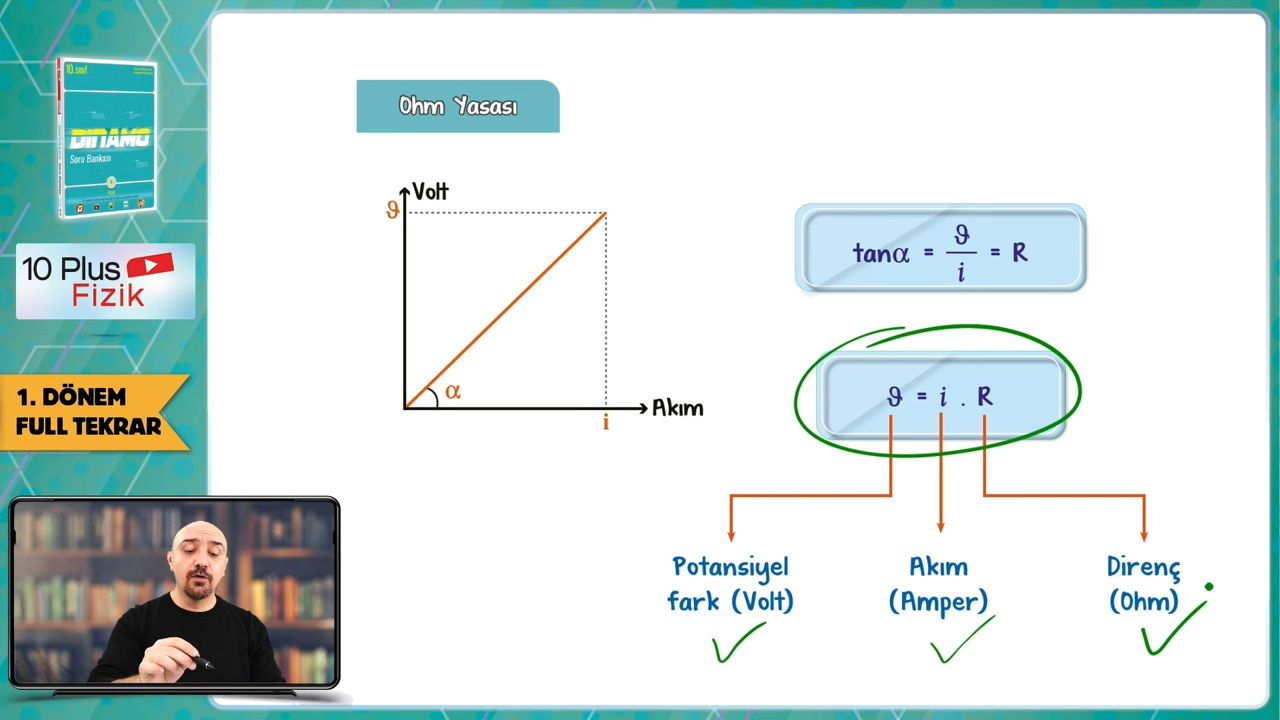 10. sınıf
DİNAMO
Soru Bankası
10 Plus
Fizik
1. DÖNEM
FULL TEKRAR
Ohm Yasası
Volt
ϑ
α
Akım
i
tanα = ϑ / i = R
ϑ = i . R
Potansiyel
fark (Volt)
Akım
(Amper)
Direnç
(Ohm)